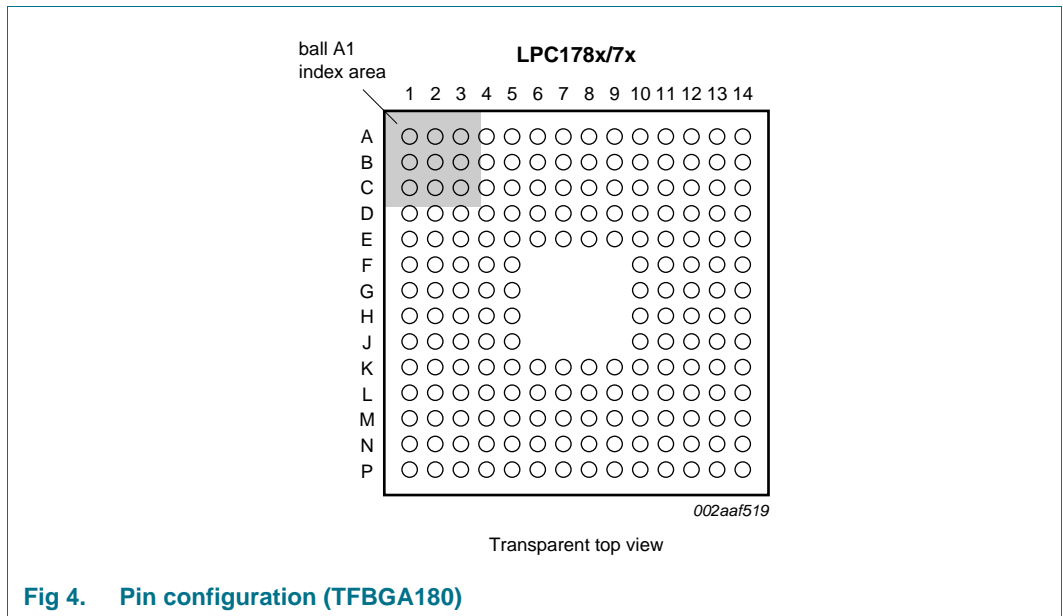 ball A1
index area
LPC178x/7x
1 2 3 4 5 6 7 8 9 10 11 12 13 14
A
B
C
D
E
F
G
H
J
K
L
M
N
P
002aaf519
Transparent top view
Fig 4. Pin configuration (TFBGA180)